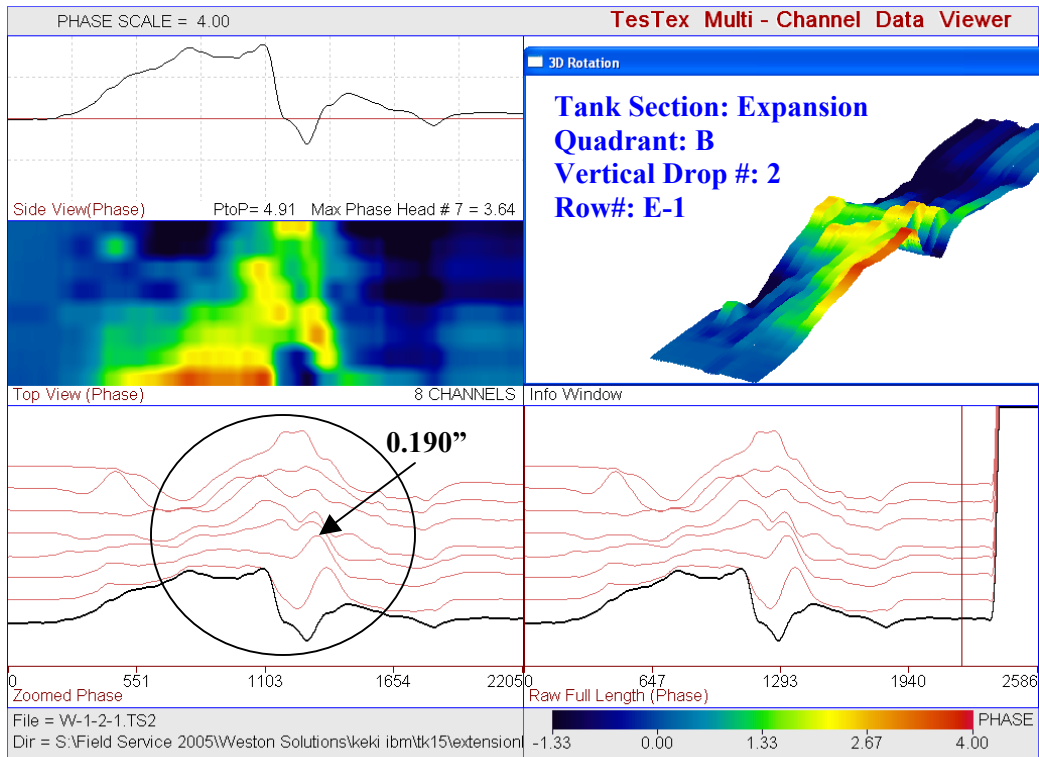 PHASE SCALE = 4.00
TesTex Multi - Channel Data Viewer
Side View(Phase)
PtoP= 4.91 Max Phase Head # 7 = 3.64
3D Rotation
Tank Section: Expansion
Quadrant: B
Vertical Drop #: 2
Row#: E-1
Top View (Phase)
8 CHANNELS
Info Window
0.190”
0 551 1103 1654 2205
Zoomed Phase
0 647 1293 1940 2586
Raw Full Length (Phase)
File = W-1-2-1.TS2
Dir = S:\Field Service 2005\Weston Solutions\keki ibm\tk15\extension
PHASE
-1.33 0.00 1.33 2.67 4.00